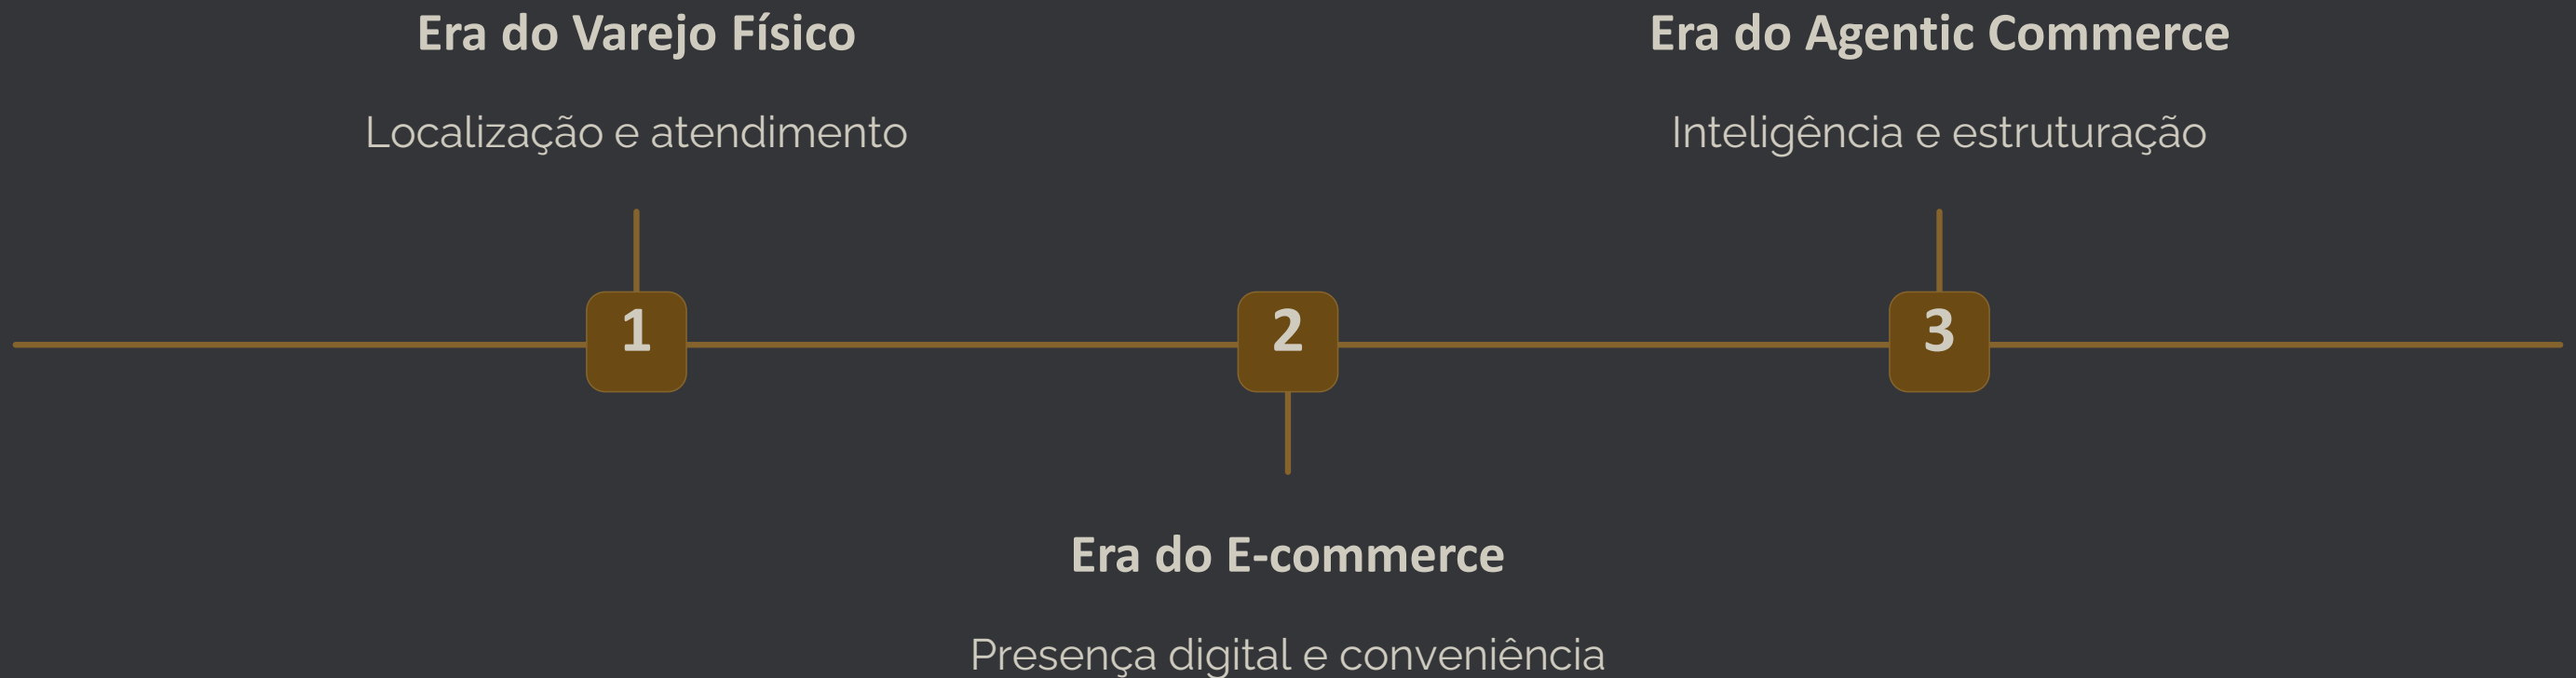 Era do Varejo Físico
Localização e atendimento
Era do Agentic Commerce
Inteligência e estruturação
1
2
3
Era do E-commerce
Presença digital e conveniência